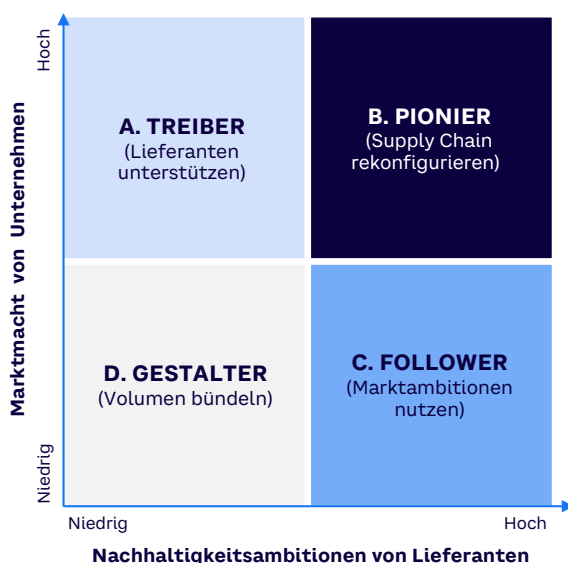 Marktmacht von Unternehmen
Hoch
Niedrig
A. TREIBER
(Lieferanten
unterstützen)
B. PIONIER
(Supply Chain
rekonfigurieren)
D. GESTALTER
(Volumen bündeln)
C. FOLLOWER
(Marktambitionen
nutzen)
Niedrig
Hoch
Nachhaltigkeitsambitionen von Lieferanten